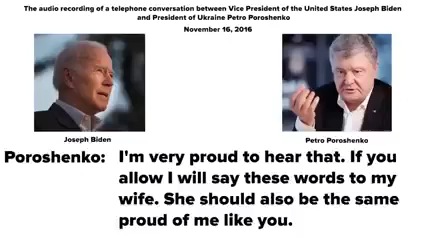 The audio recording of a telephone conversation between Vice President of the United States Joseph Biden
and President of Ukraine Petro Poroshenko
November 16, 2016
Joseph Biden
Petro Poroshenko
Poroshenko: I'm very proud to hear that. If you
allow I will say these words to my
wife. She should also be the same
proud of me like you.